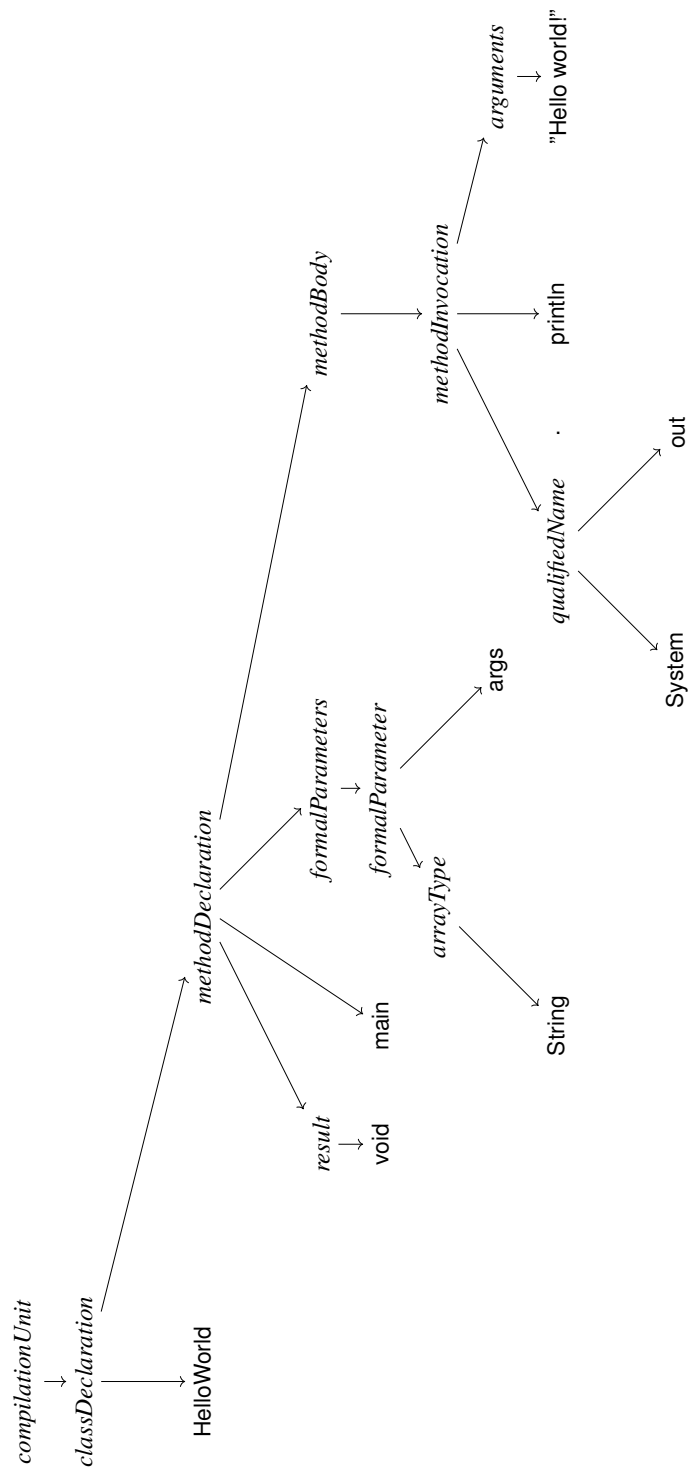 compilationUnit
classDeclaration
HelloWorld
methodDeclaration
result
void
main
formalParameters
formalParameter
arrayType
String
args
methodBody
methodInvocation
qualifiedName
.
println
arguments
”Hello world!”
System
out